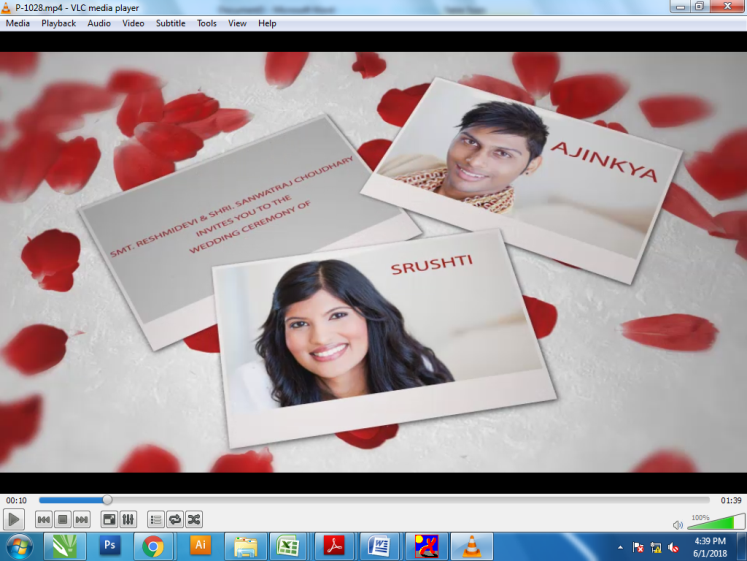 P-1028.mp4 - VLC media player
Media Playback Audio Video Subtitle Tools View Help
SMT. RESHMIDEVI & SHRI. SANWATRAJ CHOUDHARY
INVITES YOU TO THE
WEDDING CEREMONY OF
AJINKYA
SRUSHTI
00:10
01:39
100%
Ps
Ai
4:39 PM
6/1/2018